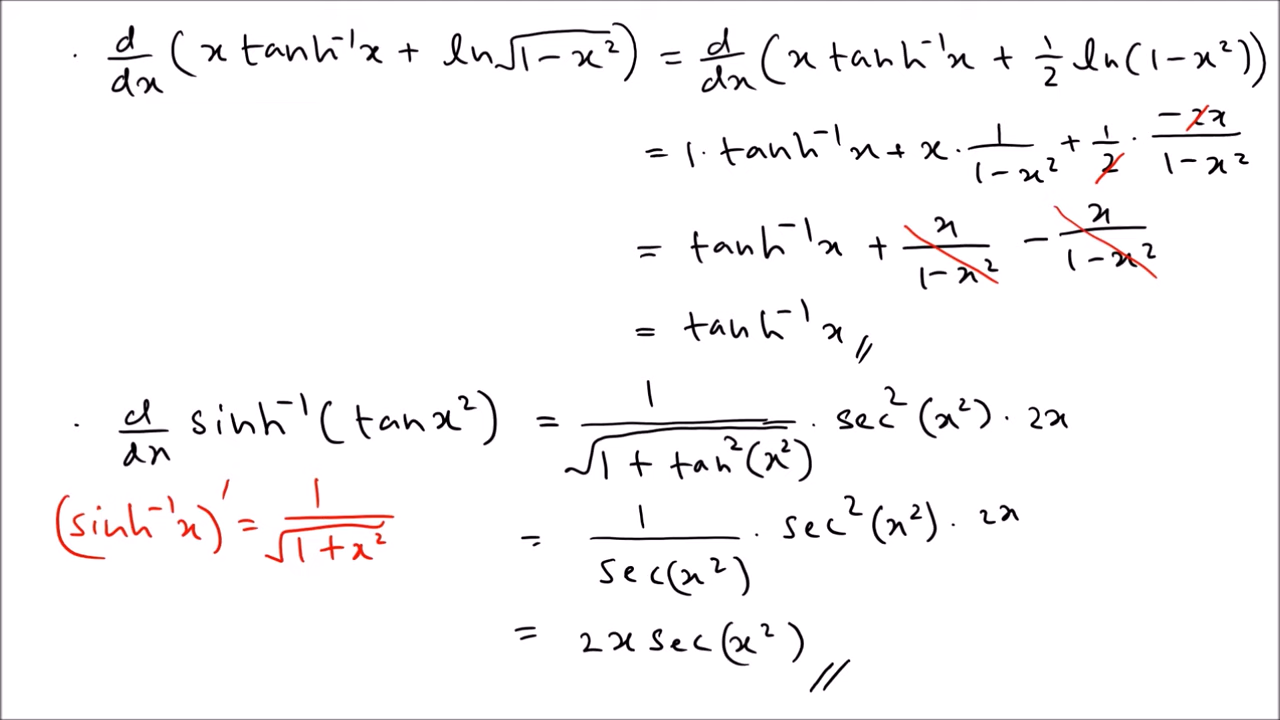 · d/dx (x tanh⁻¹x + ln√(1-x²)) = d/dx (x tanh⁻¹x + 1/2 ln(1-x²))
= 1· tanh⁻¹x + x · 1/(1-x²) + 1/2 · -2x/(1-x²)
= tanh⁻¹x + x/(1-x²) - x/(1-x²)
= tanh⁻¹x //
· d/dx sinh⁻¹(tan x²) = 1/√(1 + tan²(x²)) · sec²(x²) · 2x
(sinh⁻¹x)' = 1/√(1+x²)
= 1/sec(x²) · sec²(x²) · 2x
= 2x sec(x²) //